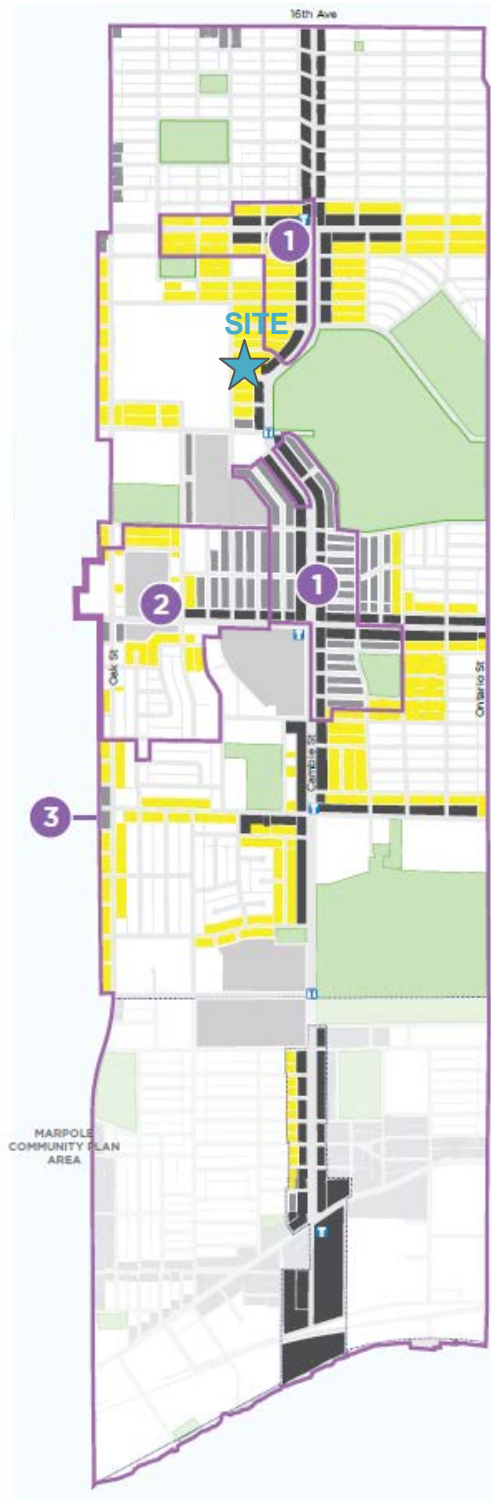 16th Ave
1
SITE
1
2
Oak St
Ontario St
Cambie St
3
MARPOLE
COMMUNITY PLAN
AREA
T
T
T
T
T
T